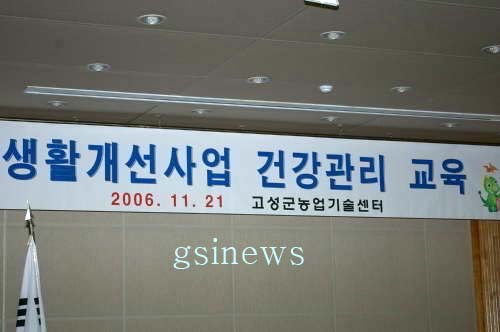 생활개선사업 건강관리 교육
2006. 11. 21 고성군농업기술센터
gsinews